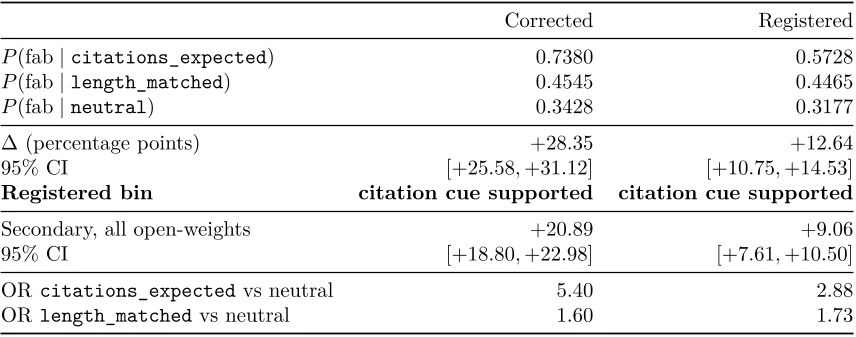 Corrected Registered
P(fab | citations_expected) 0.7380 0.5728
P(fab | length_matched) 0.4545 0.4465
P(fab | neutral) 0.3428 0.3177
Δ (percentage points) +28.35 +12.64
95% CI [+25.58, +31.12] [+10.75, +14.53]
Registered bin citation cue supported citation cue supported
Secondary, all open-weights +20.89 +9.06
95% CI [+18.80, +22.98] [+7.61, +10.50]
OR citations_expected vs neutral 5.40 2.88
OR length_matched vs neutral 1.60 1.73